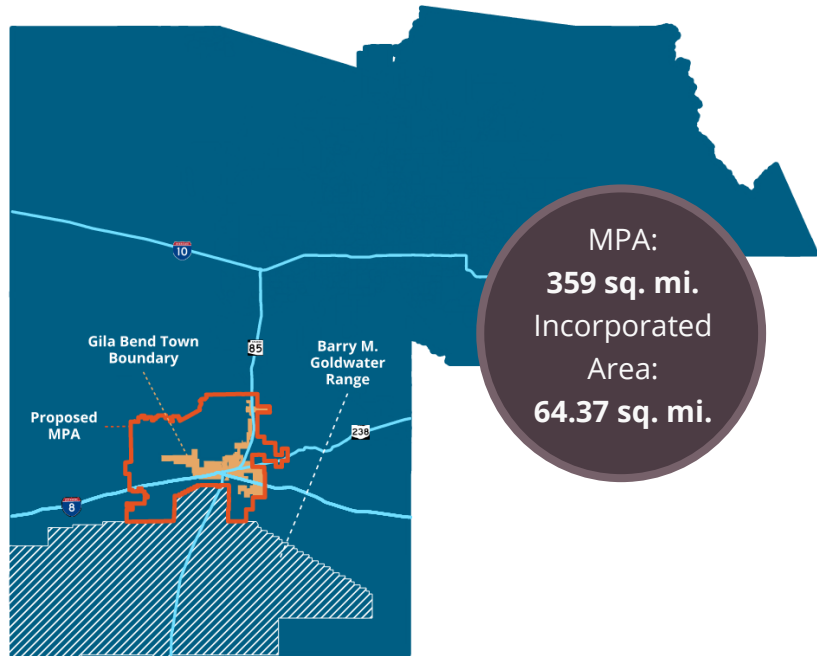 10
MPA:
359 sq. mi.
Incorporated
Area:
64.37 sq. mi.
Gila Bend Town
Boundary
85
Barry M.
Goldwater
Range
Proposed
MPA
238
8